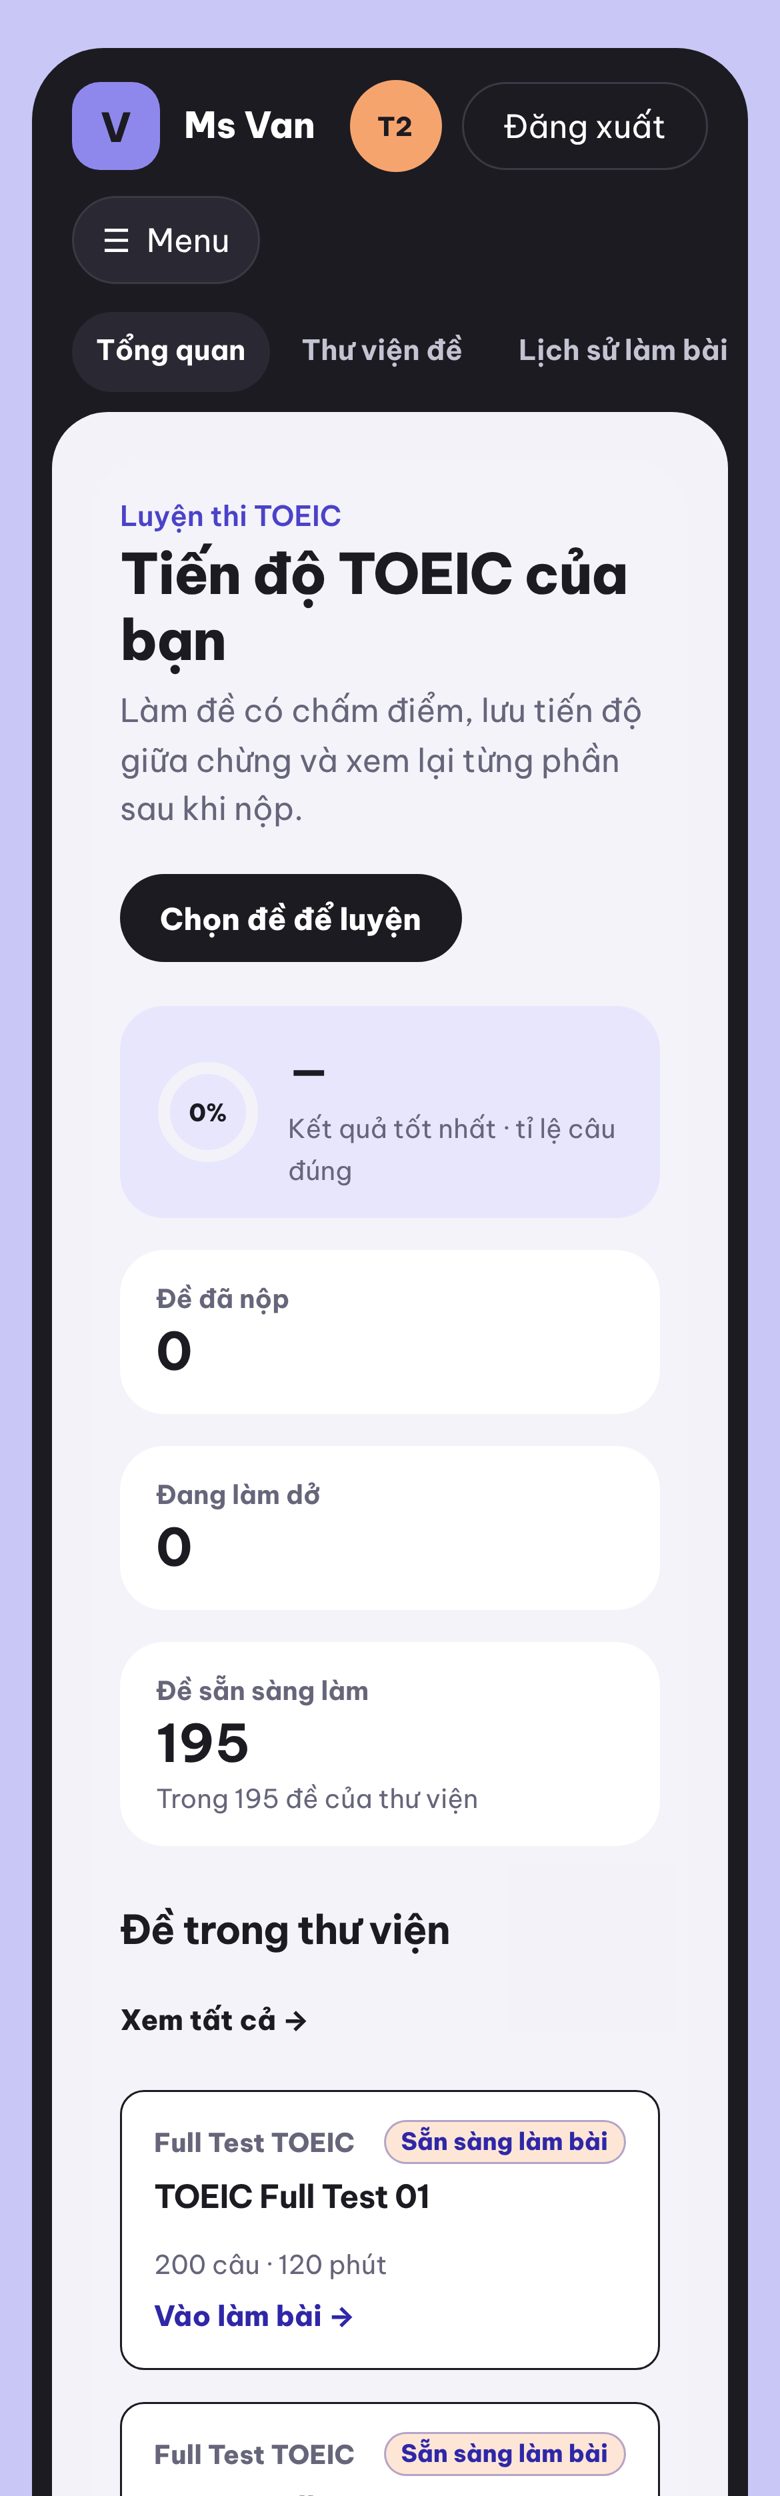 V Ms Van T2 Đăng xuất
☰ Menu
Tổng quan Thư viện đề Lịch sử làm bài
Luyện thi TOEIC
Tiến độ TOEIC của
bạn
Làm đề có chấm điểm, lưu tiến độ
giữa chừng và xem lại từng phần
sau khi nộp.
Chọn đề để luyện
0%
—
Kết quả tốt nhất · tỉ lệ câu
đúng
Đề đã nộp
0
Đang làm dở
0
Đề sẵn sàng làm
195
Trong 195 đề của thư viện
Đề trong thư viện
Xem tất cả →
Full Test TOEIC Sẵn sàng làm bài
TOEIC Full Test 01
200 câu · 120 phút
Vào làm bài →
Full Test TOEIC Sẵn sàng làm bài